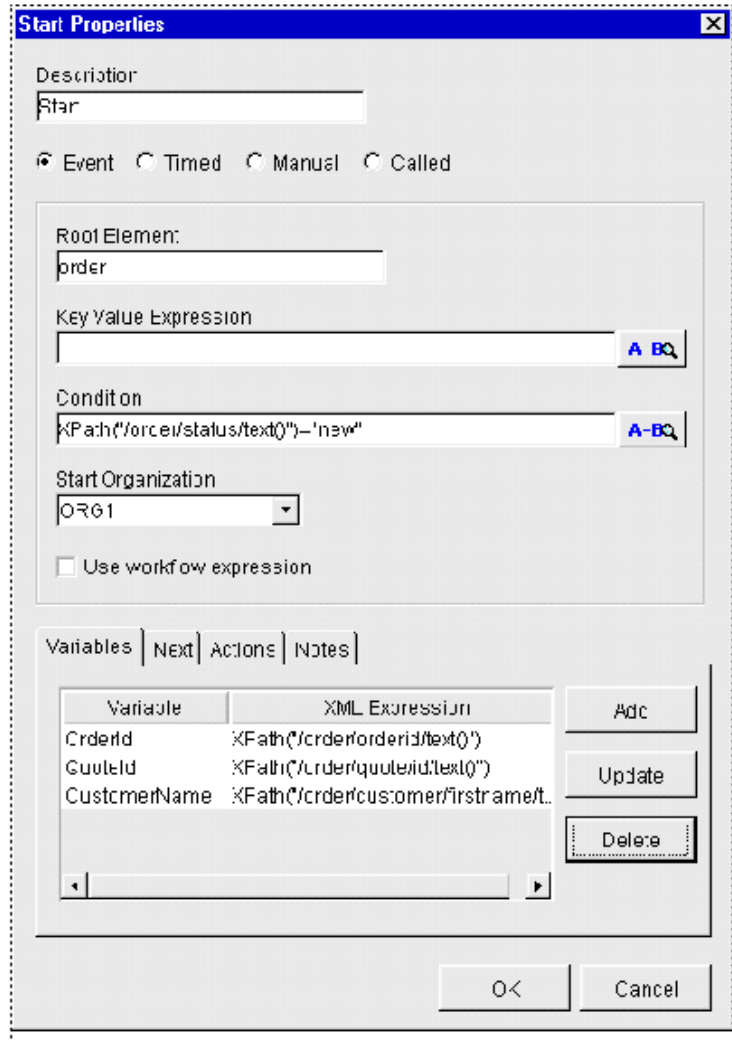 Start Properties
Description
Start
Event Timed Manual Called
Root Element
order
Key Value Expression
A B
Condition
XPath("/order/status/text()")="new"
A-B
Start Organization
ORG1
Use workflow expression
Variables Next Actions Notes
Variable XML Expression
OrderId XPath("/order/orderid/text()")
QuoteId XPath("/order/quote/id/text()")
CustomerName XPath("/order/customer/firstname/t..
Add
Update
Delete
OK Cancel